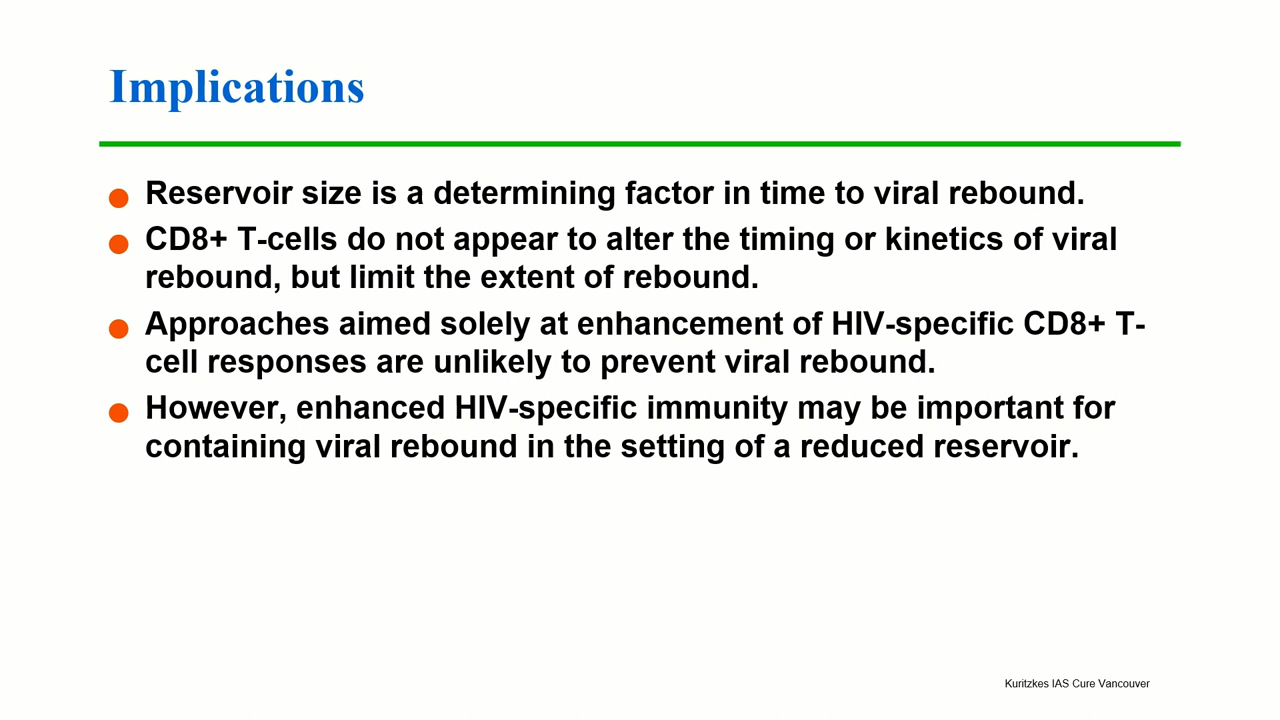 Implications
Reservoir size is a determining factor in time to viral rebound.
CD8+ T-cells do not appear to alter the timing or kinetics of viral
rebound, but limit the extent of rebound.
Approaches aimed solely at enhancement of HIV-specific CD8+ T-
cell responses are unlikely to prevent viral rebound.
However, enhanced HIV-specific immunity may be important for
containing viral rebound in the setting of a reduced reservoir.
Kuritzkes IAS Cure Vancouver